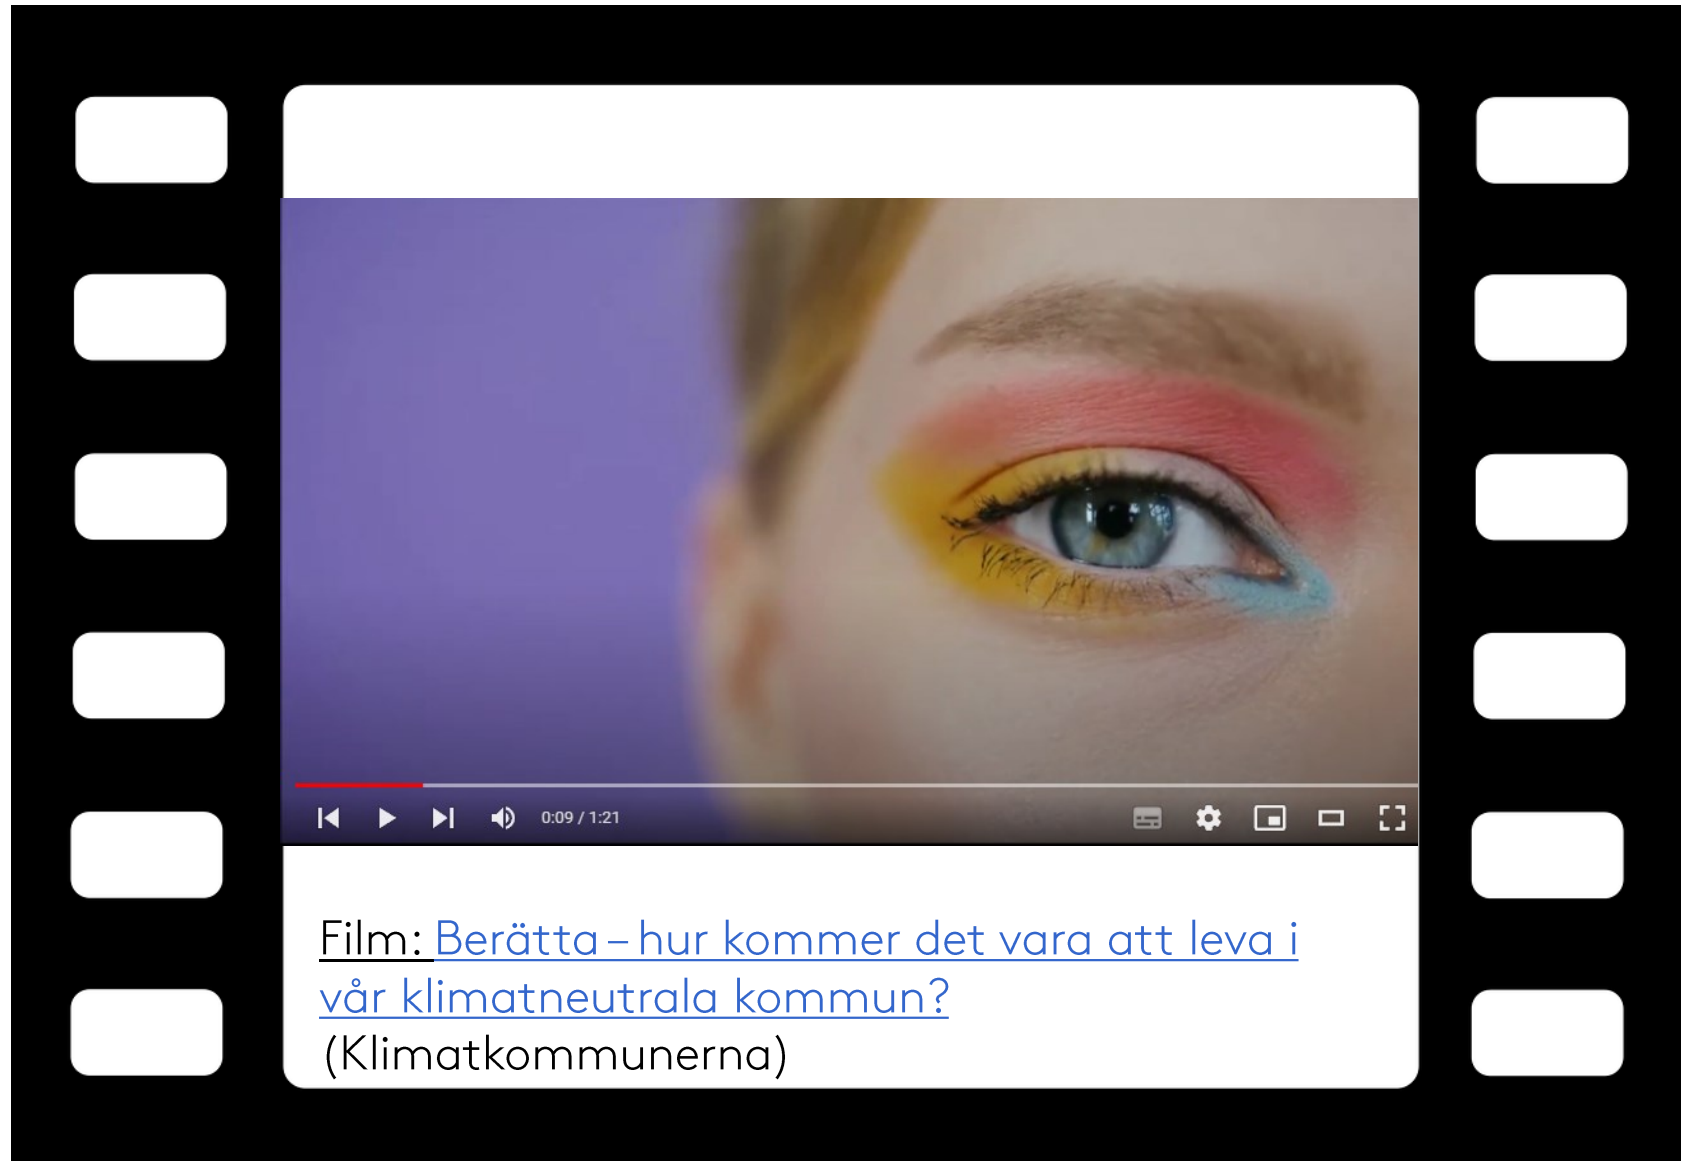 0:09 / 1:21
Film: Berätta – hur kommer det vara att leva i
vår klimatneutrala kommun?
(Klimatkommunerna)